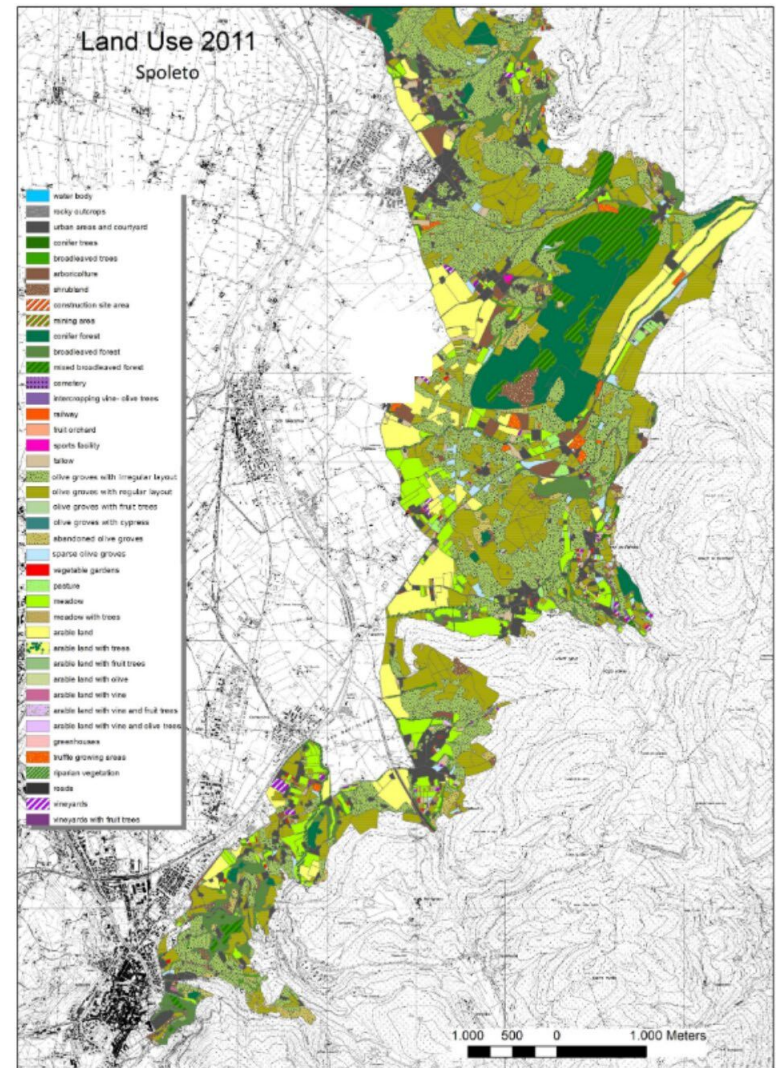 Land Use 2011
Spoleto
water body
rocky outcrops
urban areas and courtyard
conifer trees
broadleaved trees
arboriculture
shrubland
construction site area
mining area
conifer forest
broadleaved forest
mixed broadleaved forest
cemetery
intercropping vine- olive trees
railway
fruit orchard
sports facility
fallow
olive groves with irregular layout
olive groves with regular layout
olive groves with fruit trees
olive groves with cypress
abandoned olive groves
sparse olive groves
vegetable gardens
pasture
meadow
meadow with trees
arable land
arable land with trees
arable land with fruit trees
arable land with olive
arable land with vine
arable land with vine and fruit trees
arable land with vine and olive trees
greenhouses
truffle growing areas
riparian vegetation
roads
vineyards
vineyards with fruit trees
1.000 500 0 1.000 Meters